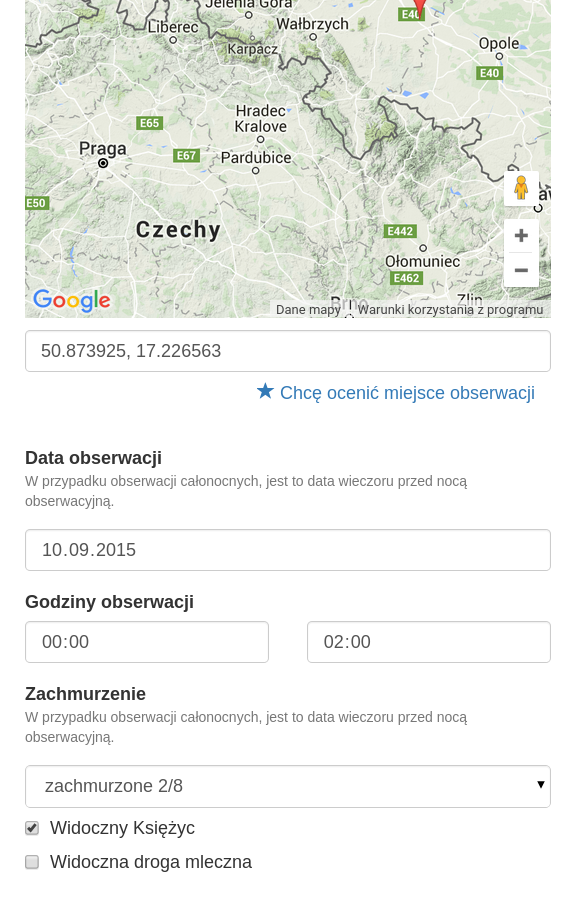 Jelenia Góra
Liberec
Wałbrzych
E40
Karpacz
Opole
E40
Hradec
Kralove
E65
Praga
E67
Pardubice
E50
Czechy
E442
Ołomuniec
E462
Google
Brno
Zlin
Dane mapy
Warunki korzystania z programu
50.873925, 17.226563
★ Chcę ocenić miejsce obserwacji
Data obserwacji
W przypadku obserwacji całonocnych, jest to data wieczoru przed nocą
obserwacyjną.
10.09.2015
Godziny obserwacji
00:00
02:00
Zachmurzenie
W przypadku obserwacji całonocnych, jest to data wieczoru przed nocą
obserwacyjną.
zachmurzone 2/8
Widoczny Księżyc
Widoczna droga mleczna